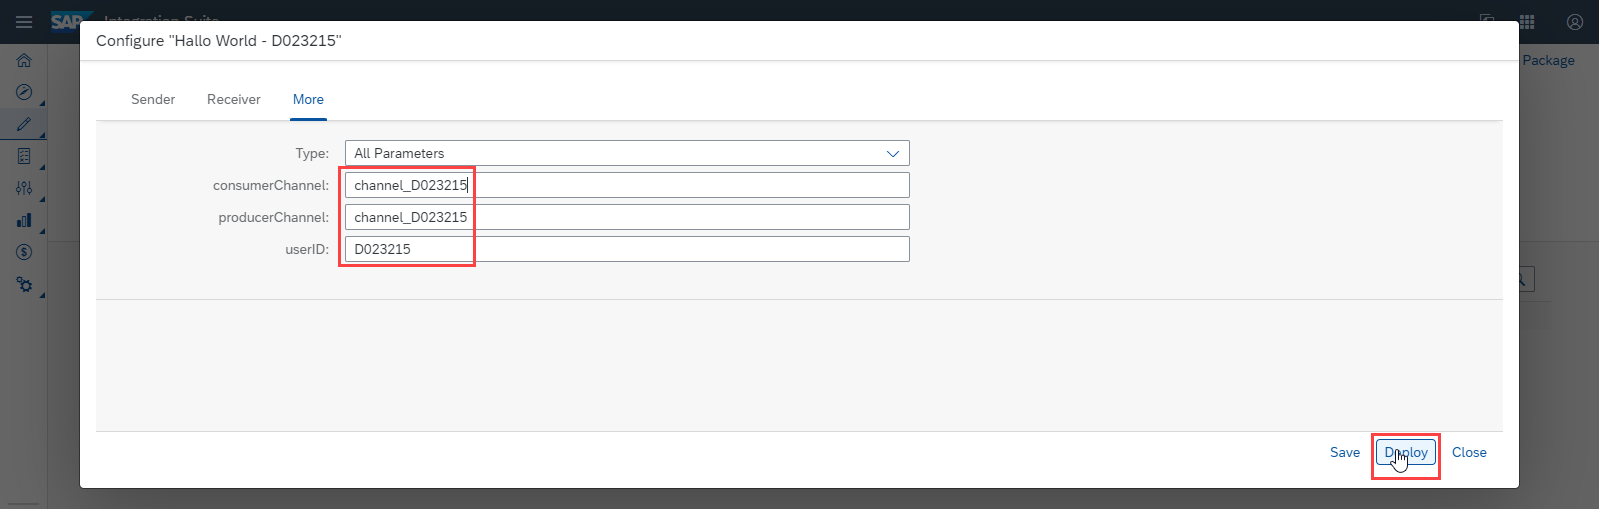 SAP Integration Suite
Configure "Hallo World - D023215"
Package
Sender Receiver More
Type: All Parameters
consumerChannel: channel_D023215
producerChannel: channel_D023215
userID: D023215
Save Deploy Close